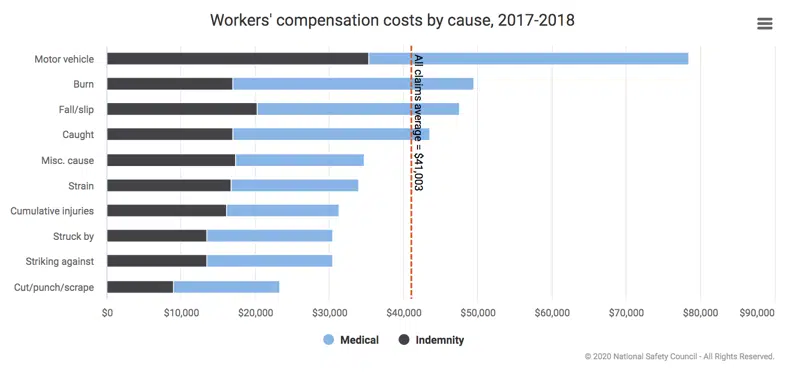 Workers' compensation costs by cause, 2017-2018
Motor vehicle
Burn
Fall/slip
Caught
Misc. cause
Strain
Cumulative injuries
Struck by
Striking against
Cut/punch/scrape
All claims average = $41,003
$0 $10,000 $20,000 $30,000 $40,000 $50,000 $60,000 $70,000 $80,000 $90,000
Medical Indemnity
© 2020 National Safety Council - All Rights Reserved.